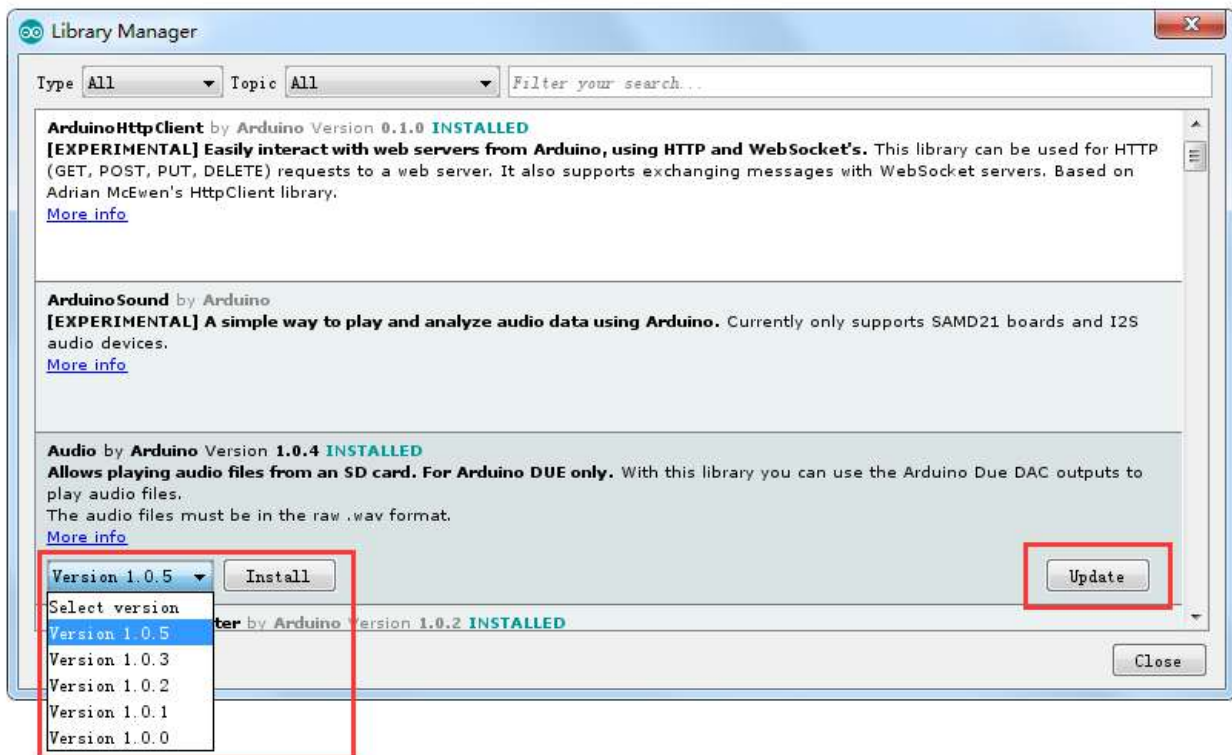 Library Manager
Type All Topic All Filter your search...
ArduinoHttpClient by Arduino Version 0.1.0 INSTALLED
[EXPERIMENTAL] Easily interact with web servers from Arduino, using HTTP and WebSocket's. This library can be used for HTTP
(GET, POST, PUT, DELETE) requests to a web server. It also supports exchanging messages with WebSocket servers. Based on
Adrian McEwen's HttpClient library.
More info
ArduinoSound by Arduino
[EXPERIMENTAL] A simple way to play and analyze audio data using Arduino. Currently only supports SAMD21 boards and I2S
audio devices.
More info
Audio by Arduino Version 1.0.4 INSTALLED
Allows playing audio files from an SD card. For Arduino DUE only. With this library you can use the Arduino Due DAC outputs to
play audio files.
The audio files must be in the raw .wav format.
More info
Version 1.0.5 Install Update
Select version
ter by Arduino Version 1.0.2 INSTALLED
Version 1.0.5
Version 1.0.3
Close
Version 1.0.2
Version 1.0.1
Version 1.0.0